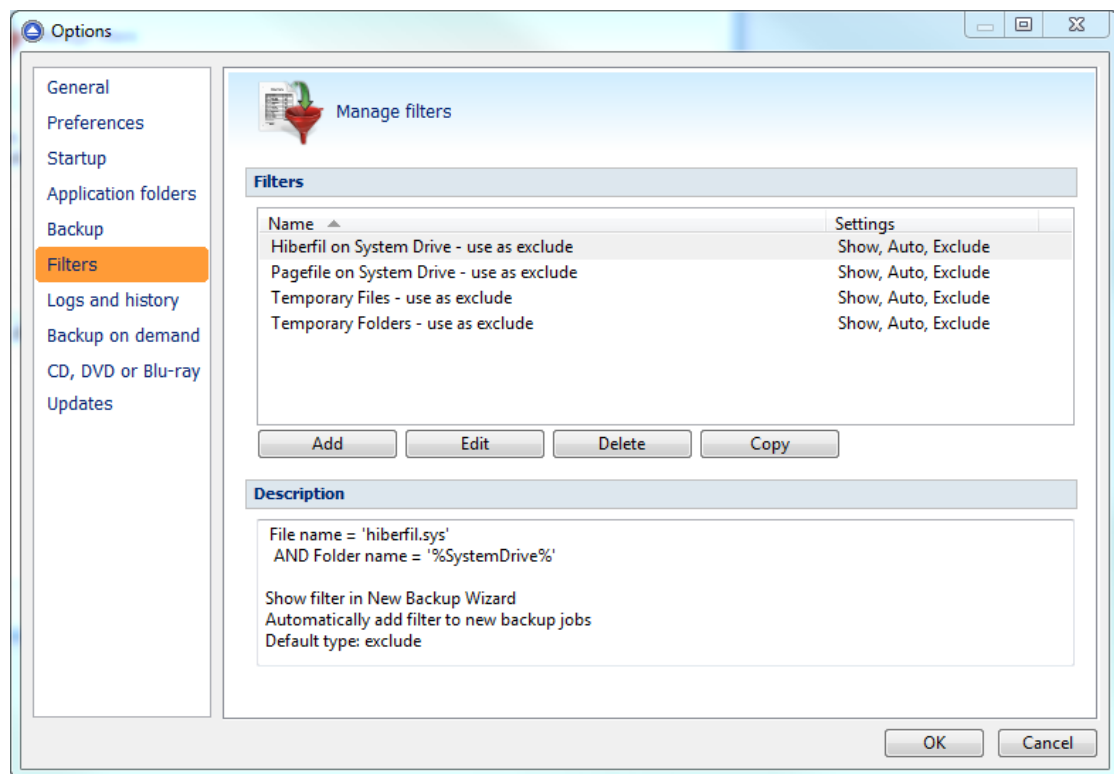 Options
General
Preferences
Startup
Application folders
Backup
Filters
Logs and history
Backup on demand
CD, DVD or Blu-ray
Updates
Manage filters
Filters
Name Settings
Hiberfil on System Drive - use as exclude Show, Auto, Exclude
Pagefile on System Drive - use as exclude Show, Auto, Exclude
Temporary Files - use as exclude Show, Auto, Exclude
Temporary Folders - use as exclude Show, Auto, Exclude
Add Edit Delete Copy
Description
File name = 'hiberfil.sys'
AND Folder name = '%SystemDrive%'
Show filter in New Backup Wizard
Automatically add filter to new backup jobs
Default type: exclude
OK Cancel